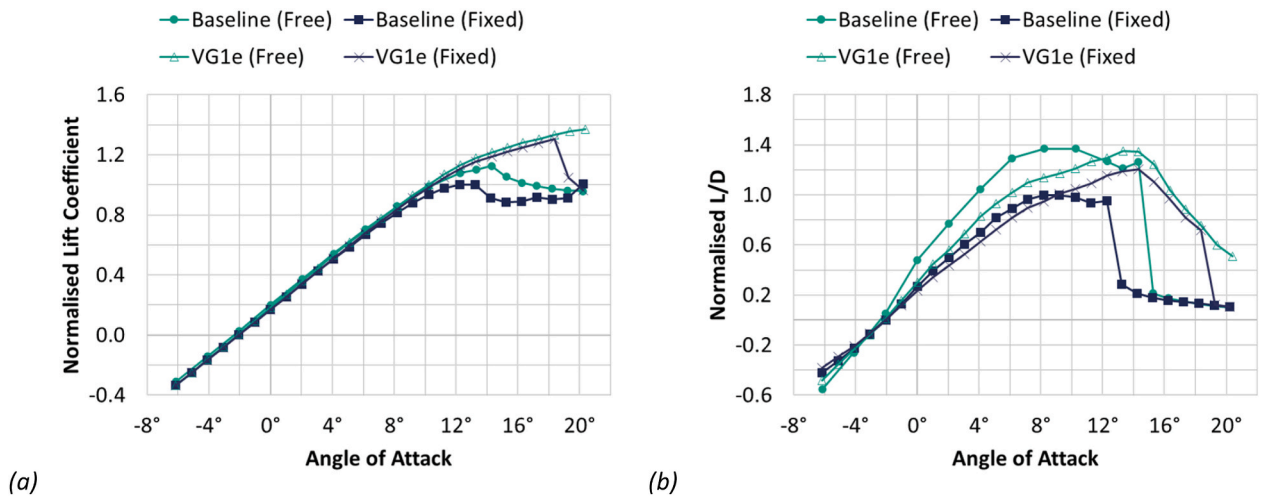 Baseline (Free) Baseline (Fixed)
VG1e (Free) VG1e (Fixed)
Normalised Lift Coefficient
1.6
1.2
0.8
0.4
0.0
-0.4
-8° -4° 0° 4° 8° 12° 16° 20°
Angle of Attack
(a)
Baseline (Free) Baseline (Fixed)
VG1e (Free) VG1e (Fixed
Normalised L/D
1.8
1.4
1.0
0.6
0.2
-0.2
-0.6
-8° -4° 0° 4° 8° 12° 16° 20°
Angle of Attack
(b)